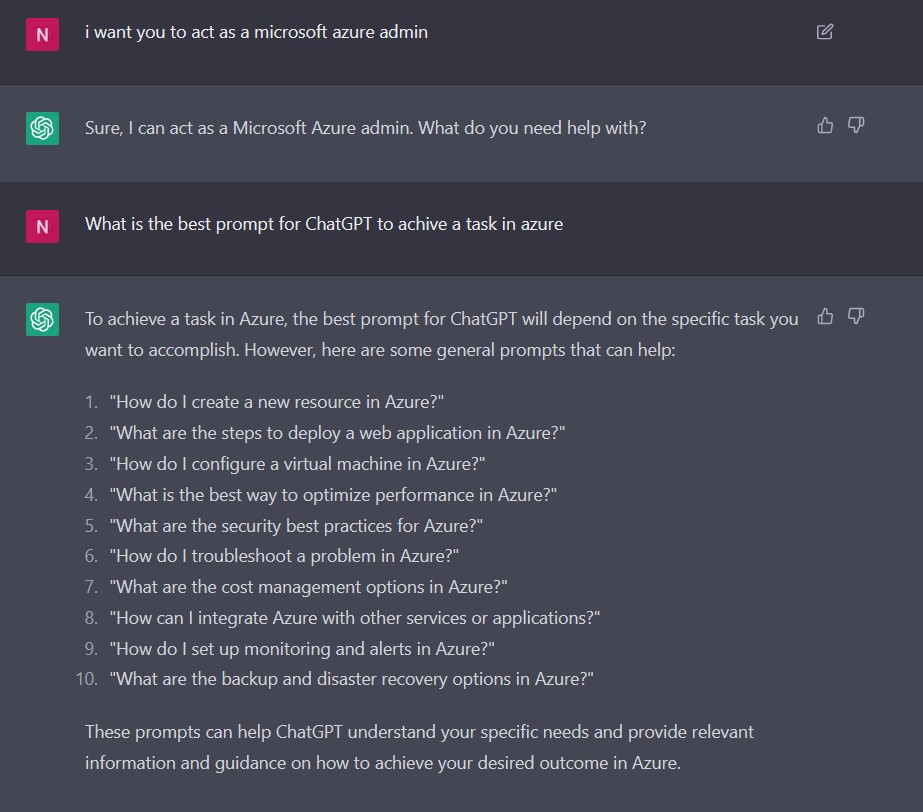 N
i want you to act as a microsoft azure admin
Sure, I can act as a Microsoft Azure admin. What do you need help with?
N
What is the best prompt for ChatGPT to achive a task in azure
To achieve a task in Azure, the best prompt for ChatGPT will depend on the specific task you
want to accomplish. However, here are some general prompts that can help:
1. "How do I create a new resource in Azure?"
2. "What are the steps to deploy a web application in Azure?"
3. "How do I configure a virtual machine in Azure?"
4. "What is the best way to optimize performance in Azure?"
5. "What are the security best practices for Azure?"
6. "How do I troubleshoot a problem in Azure?"
7. "What are the cost management options in Azure?"
8. "How can I integrate Azure with other services or applications?"
9. "How do I set up monitoring and alerts in Azure?"
10. "What are the backup and disaster recovery options in Azure?"
These prompts can help ChatGPT understand your specific needs and provide relevant
information and guidance on how to achieve your desired outcome in Azure.